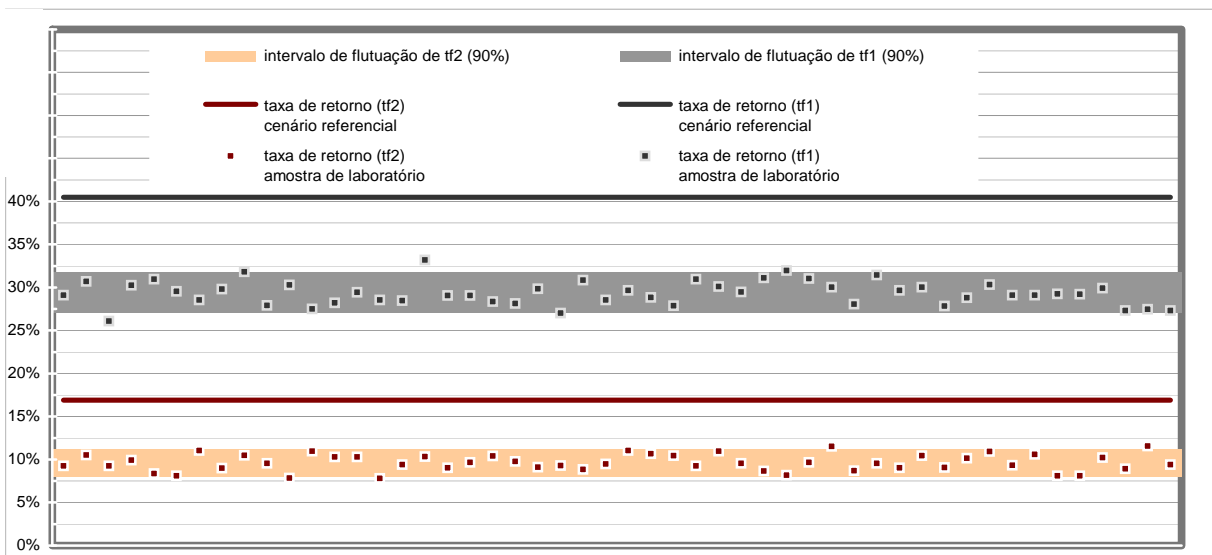 intervalo de flutuação de tf2 (90%)
intervalo de flutuação de tf1 (90%)
taxa de retorno (tf2)
cenário referencial
taxa de retorno (tf1)
cenário referencial
taxa de retorno (tf2)
amostra de laboratório
taxa de retorno (tf1)
amostra de laboratório
40%
35%
30%
25%
20%
15%
10%
5%
0%